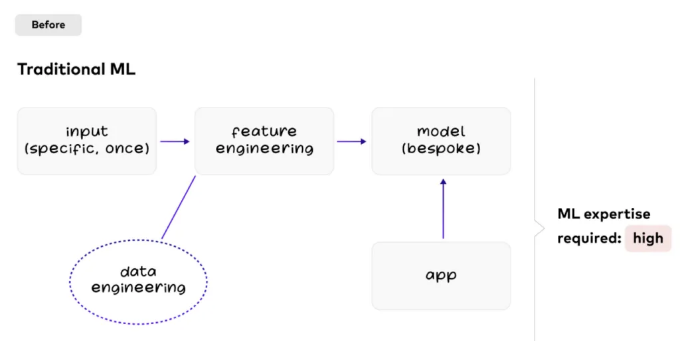 Before
Traditional ML
input
(specific, once)
feature
engineering
model
(bespoke)
data
engineering
app
ML expertise
required: high